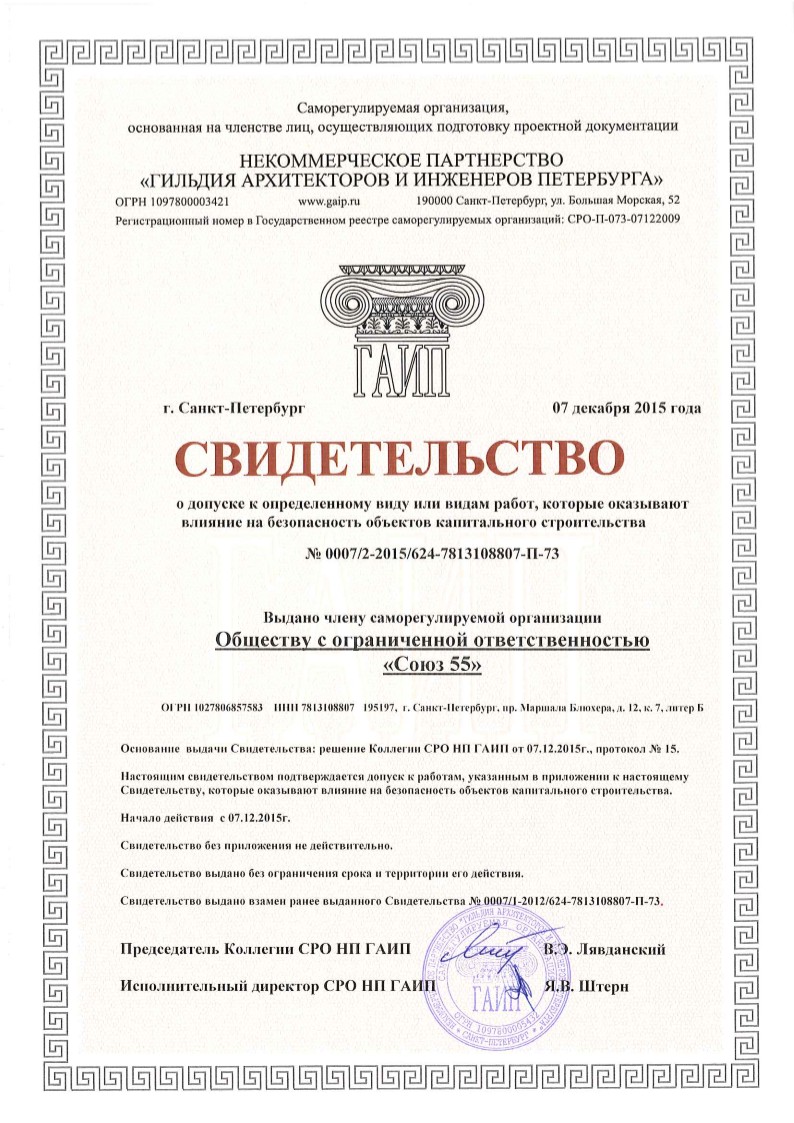 Саморегулируемая организация,
основанная на членстве лиц, осуществляющих подготовку проектной документации
НЕКОММЕРЧЕСКОЕ ПАРТНЕРСТВО
«ГИЛЬДИЯ АРХИТЕКТОРОВ И ИНЖЕНЕРОВ ПЕТЕРБУРГА»
ОГРН 1097800003421 www.gaip.ru 190000 Санкт-Петербург, ул. Большая Морская, 52
Регистрационный номер в Государственном реестре саморегулируемых организаций: СРО-П-073-07122009
ГАИП
г. Санкт-Петербург 07 декабря 2015 года
СВИДЕТЕЛЬСТВО
о допуске к определенному виду или видам работ, которые оказывают
влияние на безопасность объектов капитального строительства
№ 0007/2-2015/624-7813108807-П-73
Выдано члену саморегулируемой организации
Обществу с ограниченной ответственностью
«Союз 55»
ОГРН 1027806857583 ИНН 7813108807 195197, г. Санкт-Петербург, пр. Маршала Блюхера, д. 12, к. 7, литер Б
Основание выдачи Свидетельства: решение Коллегии СРО НП ГАИП от 07.12.2015г., протокол № 15.
Настоящим свидетельством подтверждается допуск к работам, указанным в приложении к настоящему
Свидетельству, которые оказывают влияние на безопасность объектов капитального строительства.
Начало действия с 07.12.2015г.
Свидетельство без приложения не действительно.
Свидетельство выдано без ограничения срока и территории его действия.
Свидетельство выдано взамен ранее выданного Свидетельства № 0007/1-2012/624-7813108807-П-73.
Председатель Коллегии СРО НП ГАИП В.Э. Лявданский
Исполнительный директор СРО НП ГАИП Я.В. Штерн
ГАИП
САНКТ-ПЕТЕРБУРГ